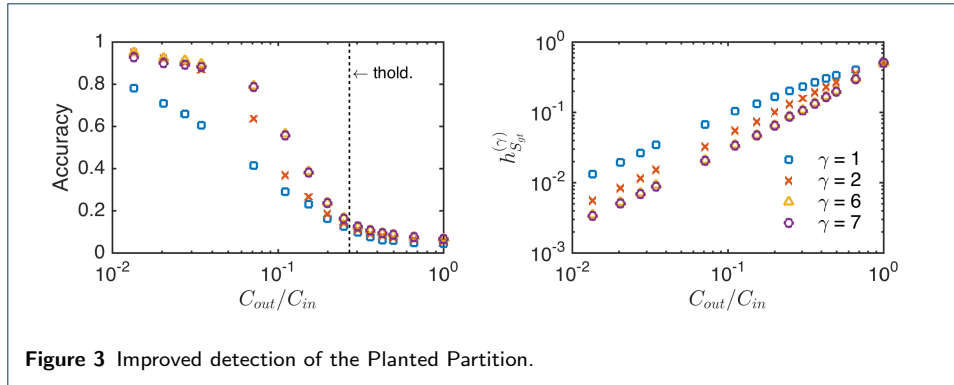 1
0.8
0.6
0.4
0.2
0
Accuracy
← thold.
10^-2
10^-1
10^0
C_out/C_in
10^0
10^-1
10^-2
10^-3
h_{S_gt}^{(γ)}
γ = 1
γ = 2
γ = 6
γ = 7
10^-2
10^-1
10^0
C_out/C_in
Figure 3 Improved detection of the Planted Partition.